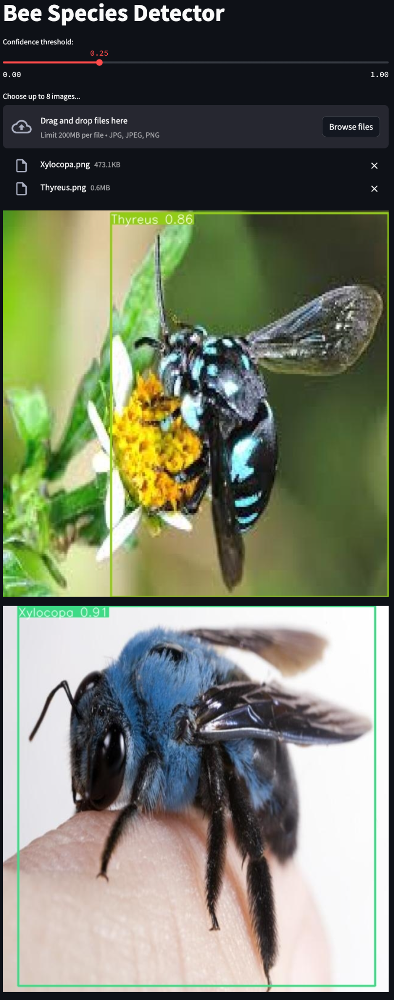 Bee Species Detector
Confidence threshold:
0.25
0.00 1.00
Choose up to 8 images...
Drag and drop files here
Limit 200MB per file • JPG, JPEG, PNG
Browse files
Xylocopa.png 473.1KB
Thyreus.png 0.6MB
Thyreus 0.86
Xylocopa 0.91